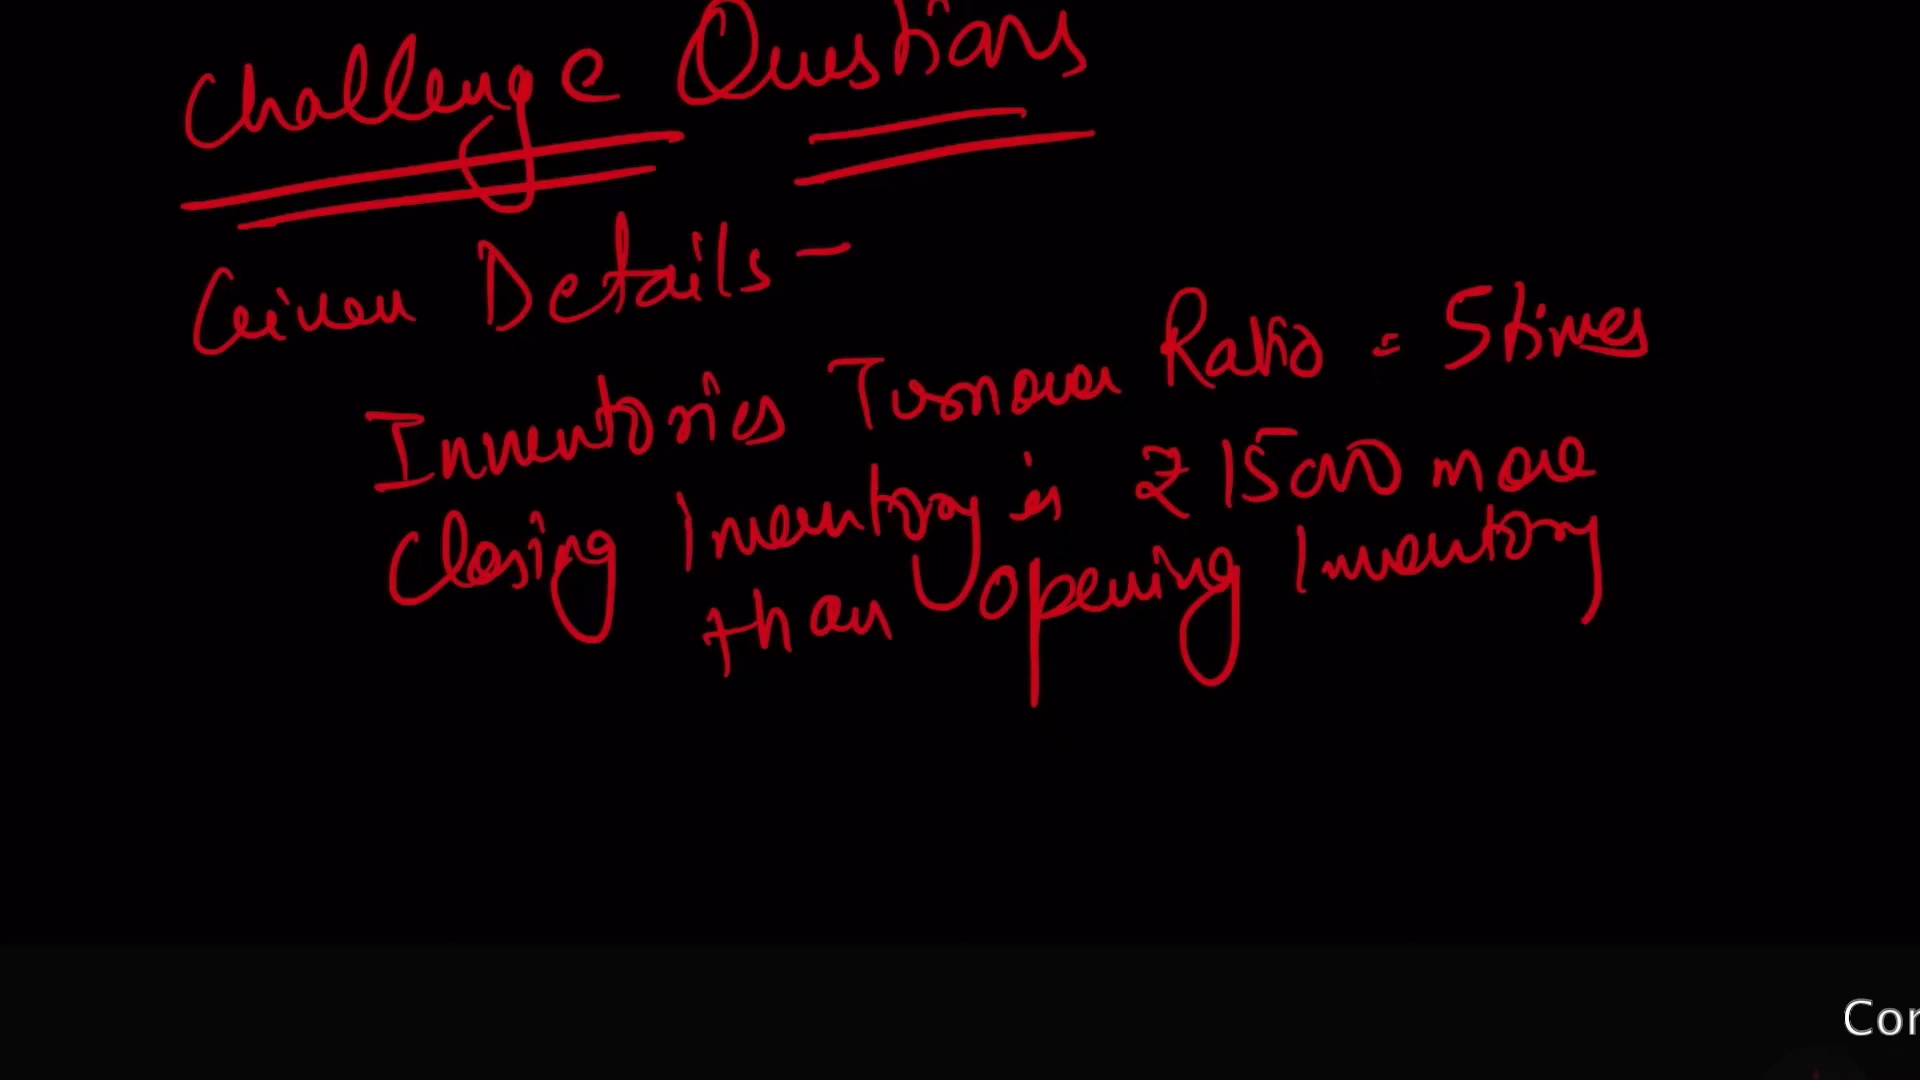 Challenge Questions
Given Details -
Inventories Turnover Ratio = 5 times
Closing Inventory is ₹ 15000 more
than opening Inventory
Cor